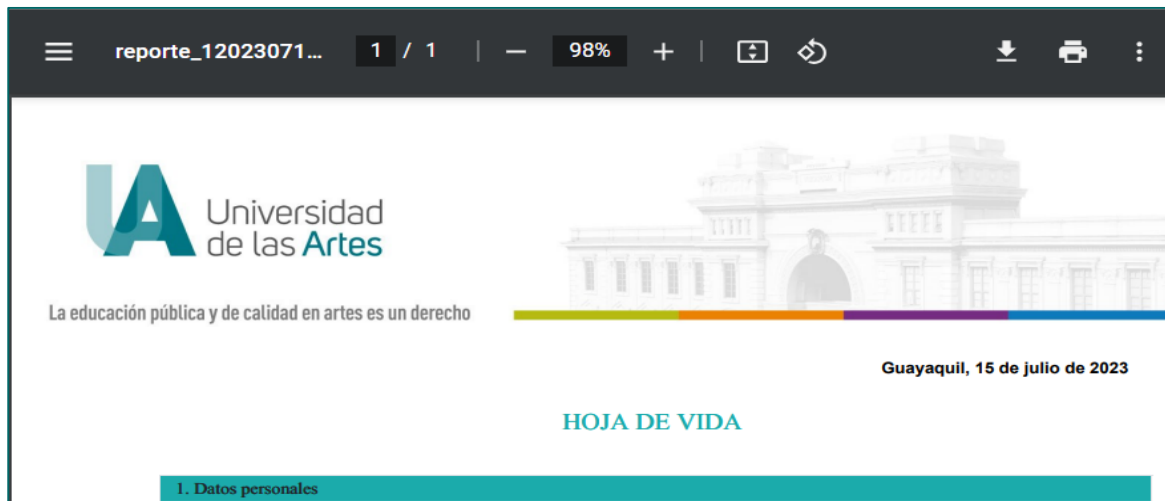 reporte_12023071... 1 / 1 | — 98% + |
UA Universidad
de las Artes
La educación pública y de calidad en artes es un derecho
Guayaquil, 15 de julio de 2023
HOJA DE VIDA
1. Datos personales